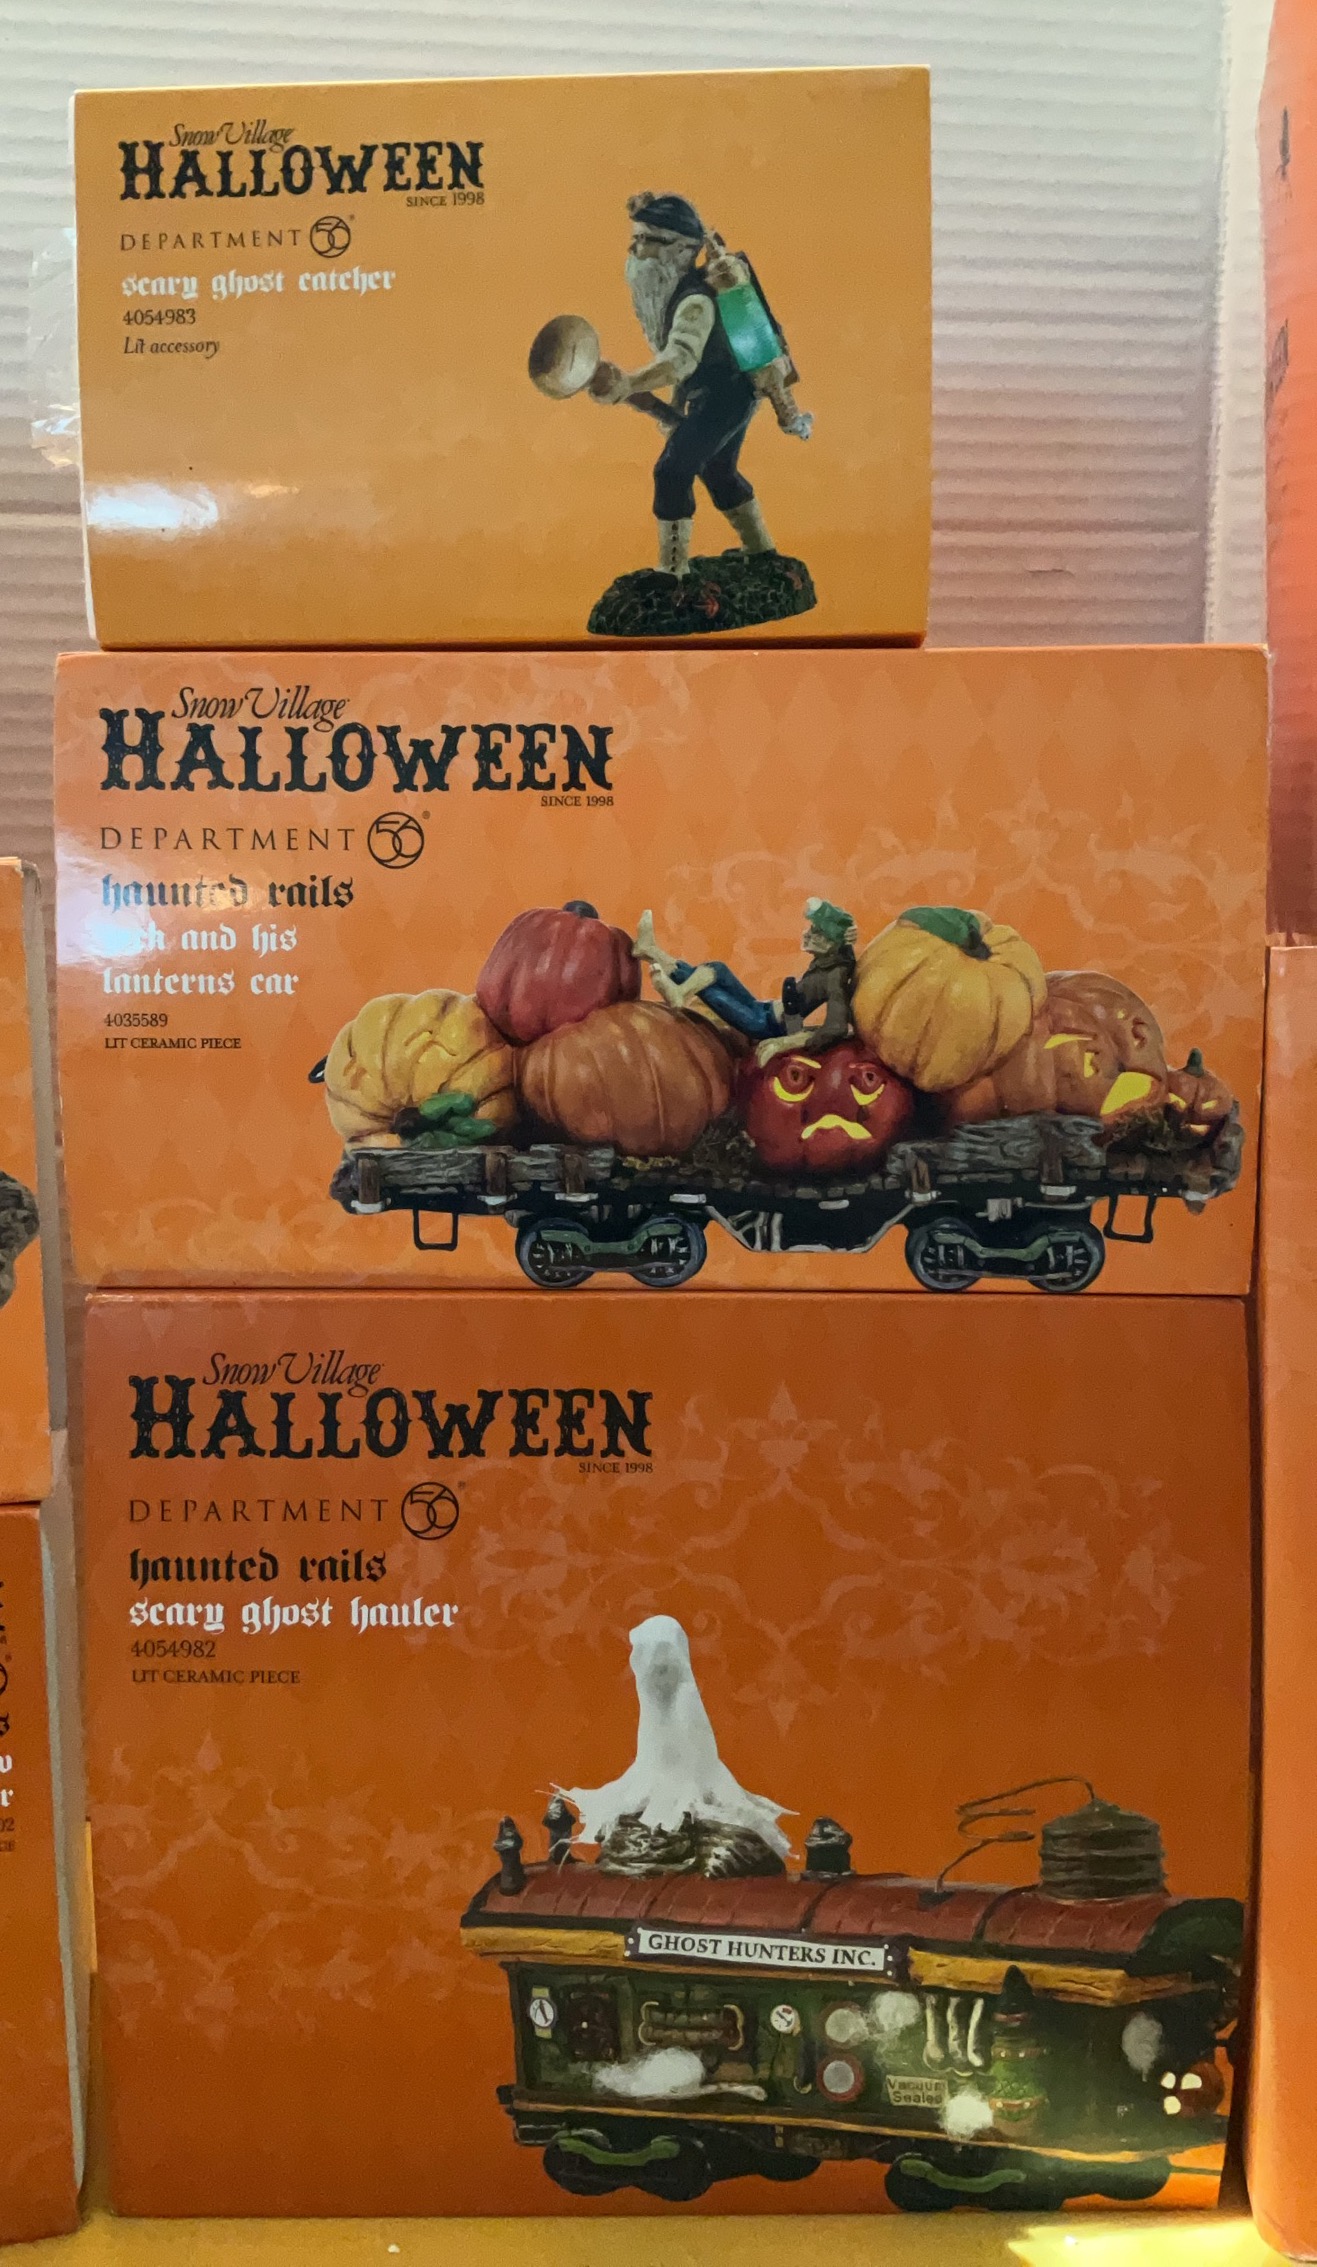 Snow Village
HALLOWEEN
SINCE 1998
DEPARTMENT 56®
scary ghost catcher
4054983
Lit accessory
Snow Village
HALLOWEEN
SINCE 1998
DEPARTMENT 56®
haunted rails
and his
lanterns car
4035589
LIT CERAMIC PIECE
Snow Village
HALLOWEEN
SINCE 1998
DEPARTMENT 56®
haunted rails
scary ghost hauler
4054982
LIT CERAMIC PIECE
GHOST HUNTERS INC.
Vacuum
Sealed